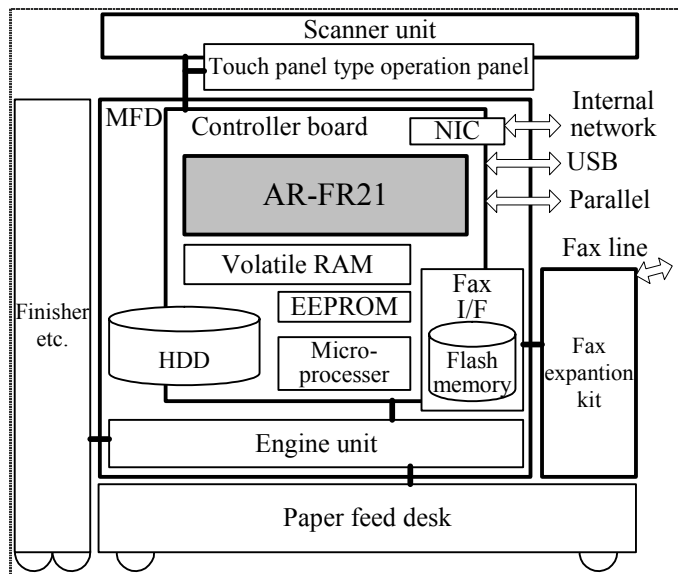 Scanner unit
Touch panel type operation panel
MFD
Controller board
NIC
Internal
network
USB
Parallel
AR-FR21
Volatile RAM
EEPROM
Micro-
processer
HDD
Fax
I/F
Flash
memory
Fax line
Finisher
etc.
Fax
expantion
kit
Engine unit
Paper feed desk